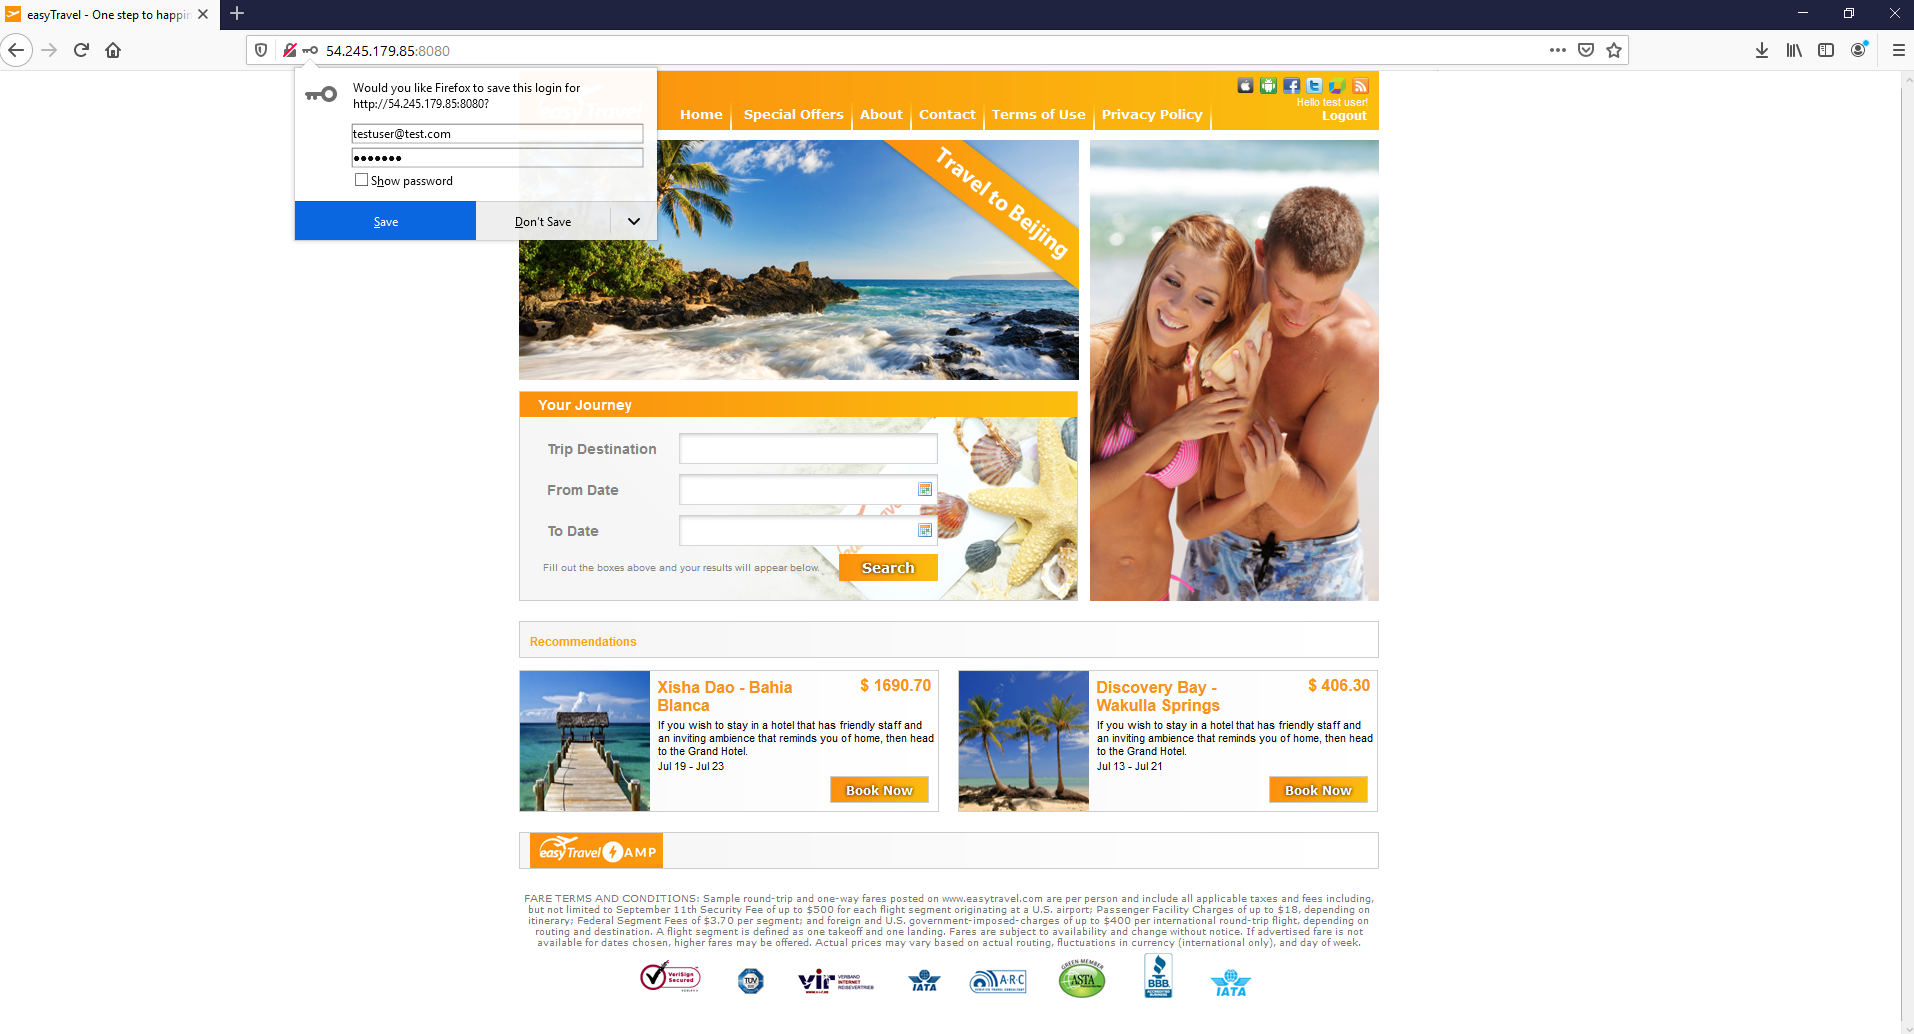 easyTravel - One step to happin
54.245.179.85:8080
Would you like Firefox to save this login for
http://54.245.179.85:8080?
testuser@test.com
•••••••
Show password
Save
Don't Save
easyTravel
Hello test user!
Logout
Home
Special Offers
About
Contact
Terms of Use
Privacy Policy
Travel to Beijing
Your Journey
Trip Destination
From Date
To Date
Fill out the boxes above and your results will appear below.
Search
Recommendations
Xisha Dao - Bahia
Blanca
$ 1690.70
If you wish to stay in a hotel that has friendly staff and
an inviting ambience that reminds you of home, then head
to the Grand Hotel.
Jul 19 - Jul 23
Book Now
Discovery Bay -
Wakulla Springs
$ 406.30
If you wish to stay in a hotel that has friendly staff and
an inviting ambience that reminds you of home, then head
to the Grand Hotel.
Jul 13 - Jul 21
Book Now
easyTravel AMP
FARE TERMS AND CONDITIONS: Sample round-trip and one-way fares posted on www.easytravel.com are per person and include all applicable taxes and fees including,
but not limited to September 11th Security Fee of up to $500 for each flight segment originating at a U.S. airport; Passenger Facility Charges of up to $18, depending on
itinerary; Federal Segment Fees of $3.70 per segment; and foreign and U.S. government-imposed-charges of up to $400 per international round-trip flight, depending on
routing and destination. A flight segment is defined as one takeoff and one landing. Fares are subject to availability and change without notice. If advertised fare is not
available for dates chosen, higher fares may be offered. Actual prices may vary based on actual routing, fluctuations in currency (international only), and day of week.
VeriSign
Secured
TÜV
vir
VERBAND
INTERNET
REISEVERTRIEB
IATA
A·R·C
GREEN MEMBER
ASTA
BBB
ACCREDITED
BUSINESS
IATA